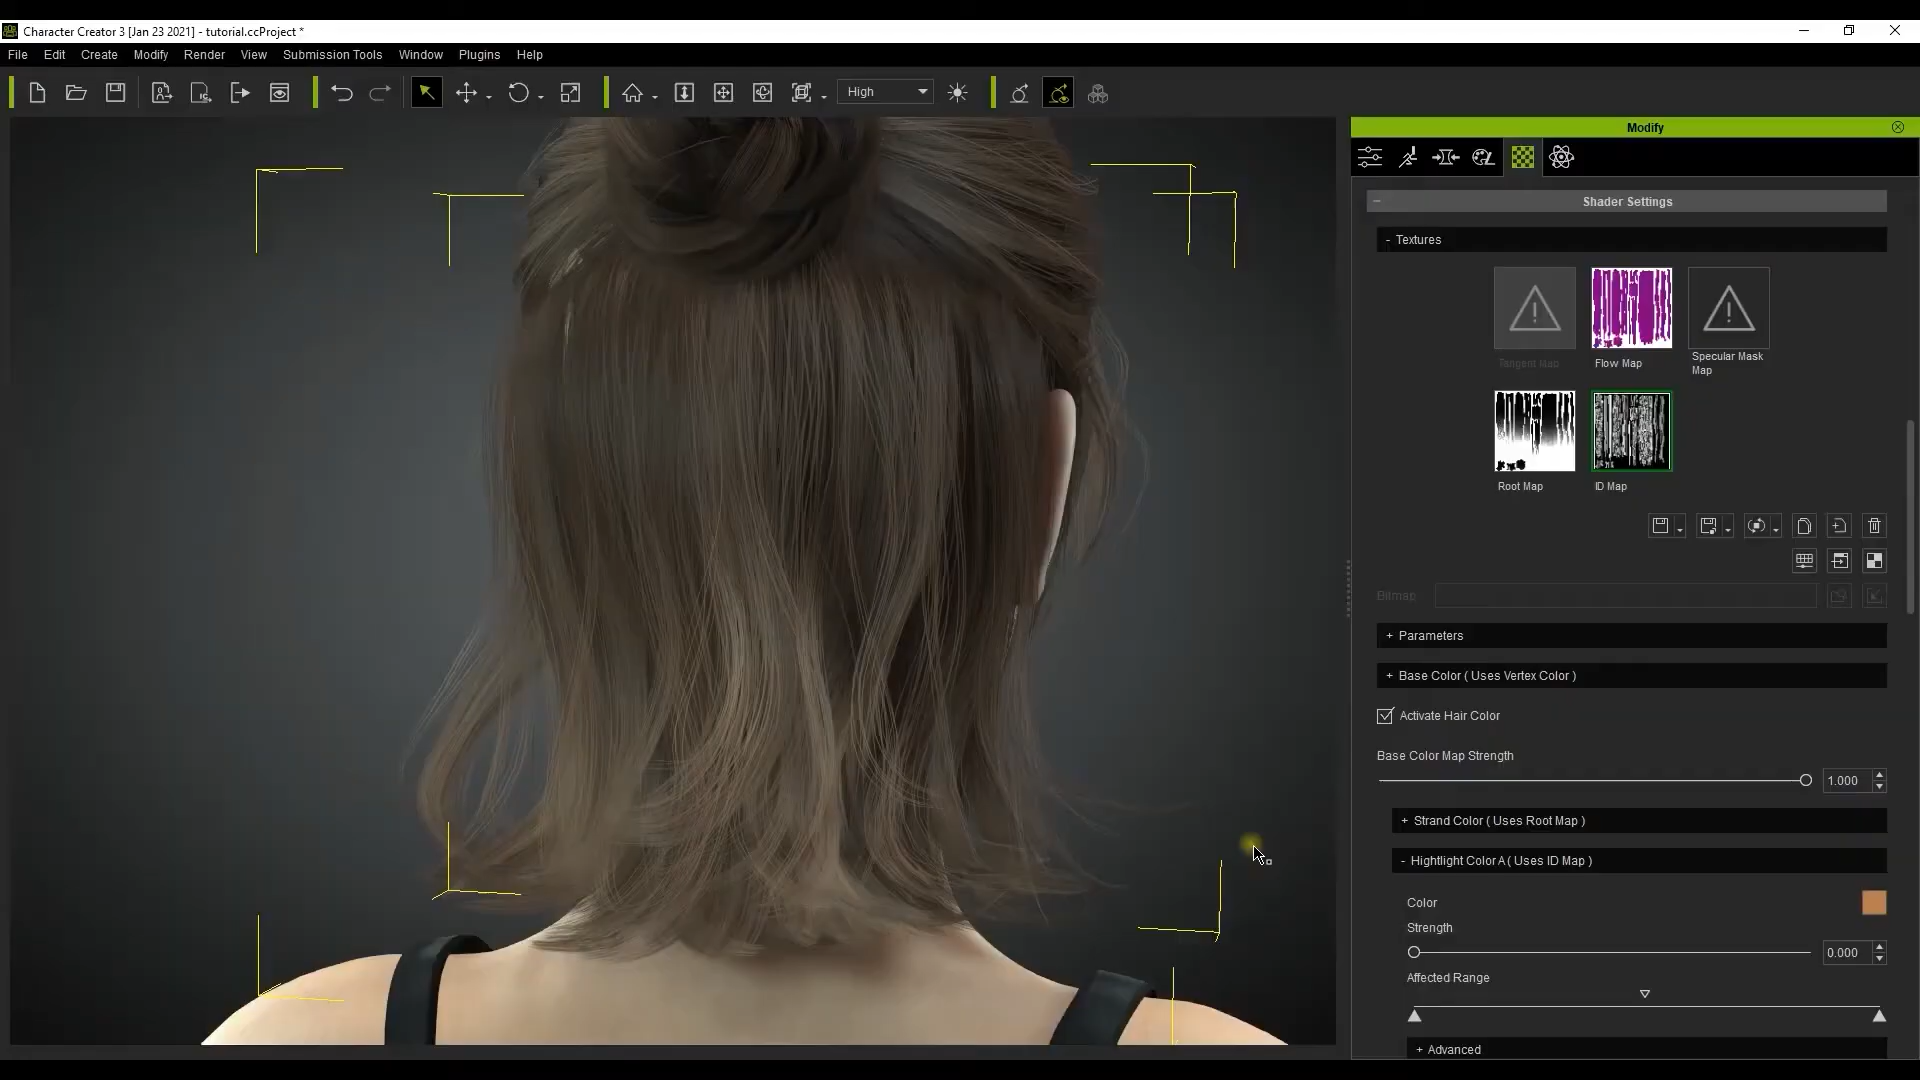 Character Creator 3 [Jan 23 2021] - tutorial.ccProject *
File Edit Create Modify Render View Submission Tools Window Plugins Help
High
Modify
Shader Settings
- Textures
Tangent Map
Flow Map
Specular Mask
Map
Root Map
ID Map
Bitmap
+ Parameters
+ Base Color ( Uses Vertex Color )
Activate Hair Color
Base Color Map Strength
1.000
+ Strand Color ( Uses Root Map )
- Hightlight Color A ( Uses ID Map )
Color
Strength
0.000
Affected Range
+ Advanced